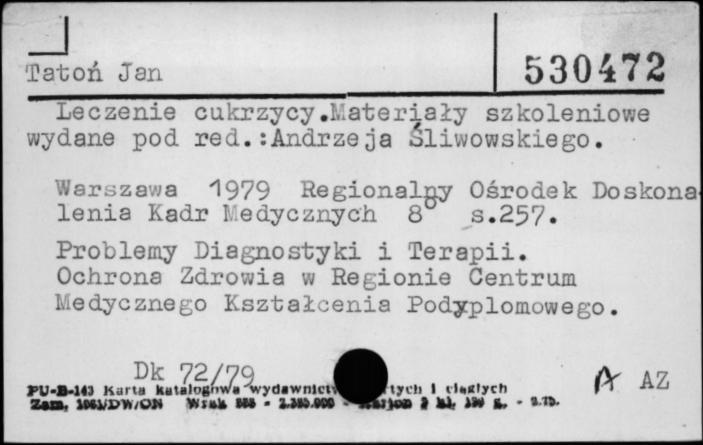 Tatoń Jan
530472
Leczenie cukrzycy.Materiały szkoleniowe
wydane pod red.:Andrzeja Śliwowskiego.
Warszawa 1979 Regionalny Ośrodek Doskona-
lenia Kadr Medycznych 8° s.257.
Problemy Diagnostyki i Terapii.
Ochrona Zdrowia w Regionie Centrum
Medycznego Kształcenia Podyplomowego.
Dk 72/79
A AZ
PU-B-143 Karta katalogowa wydawnict tych i ciągłych
Zam.